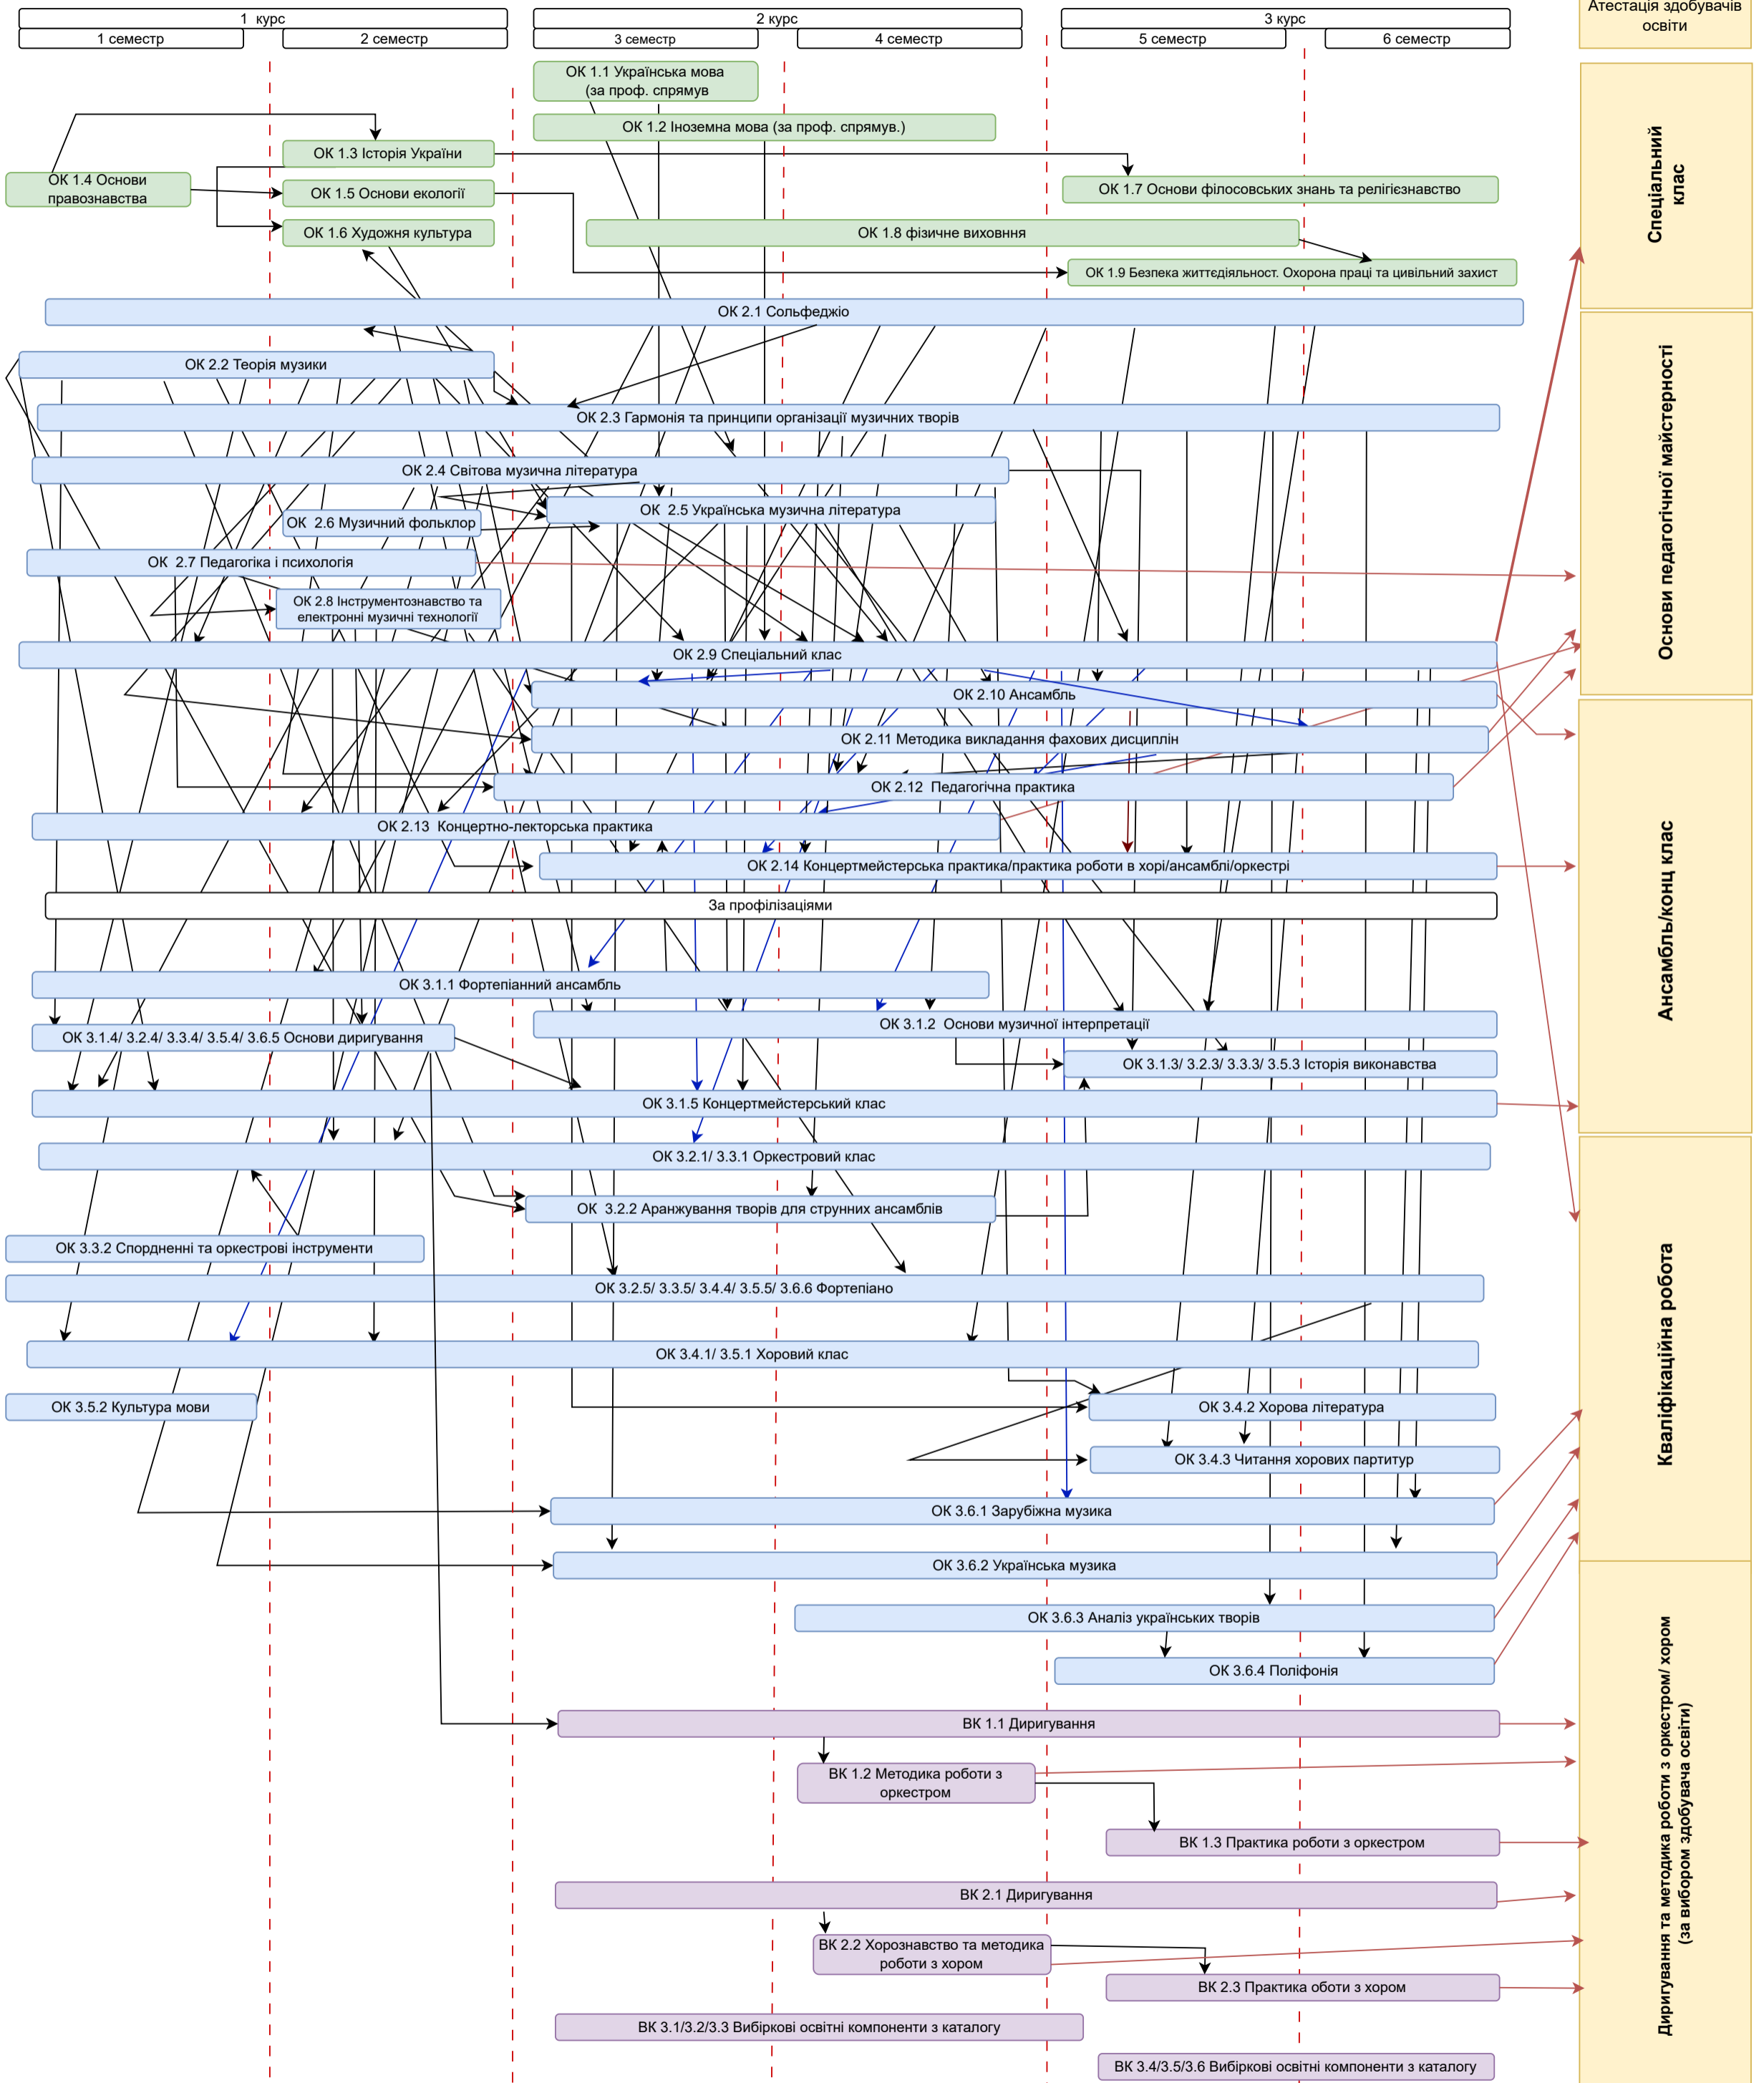 Атестація здобувачів
освіти
1 курс
2 курс
3 курс
1 семестр
2 семестр
3 семестр
4 семестр
5 семестр
6 семестр
ОК 1.1 Українська мова
(за проф. спрямув
ОК 1.2 Іноземна мова (за проф. спрямув.)
ОК 1.3 Історія України
ОК 1.4 Основи
правознавства
ОК 1.5 Основи екології
ОК 1.7 Основи філосовських знань та релігієзнавство
ОК 1.6 Художня культура
ОК 1.8 фізичне виховння
ОК 1.9 Безпека життєдіяльност. Охорона праці та цивільний захист
Спеціальний
клас
ОК 2.1 Сольфеджіо
ОК 2.2 Теорія музики
ОК 2.3 Гармонія та принципи організації музичних творів
ОК 2.4 Світова музична література
ОК 2.5 Українська музична література
ОК 2.6 Музичний фольклор
ОК 2.7 Педагогіка і психологія
ОК 2.8 Інструментознавство та
електронні музичні технології
ОК 2.9 Спеціальний клас
Основи педагогічної майстерності
ОК 2.10 Ансамбль
ОК 2.11 Методика викладання фахових дисциплін
ОК 2.12 Педагогічна практика
ОК 2.13 Концертно-лекторська практика
ОК 2.14 Концертмейстерська практика/практика роботи в хорі/ансамблі/оркестрі
За профілізаціями
ОК 3.1.1 Фортепіанний ансамбль
ОК 3.1.2 Основи музичної інтерпретації
ОК 3.1.4/ 3.2.4/ 3.3.4/ 3.5.4/ 3.6.5 Основи диригування
ОК 3.1.3/ 3.2.3/ 3.3.3/ 3.5.3 Історія виконавства
ОК 3.1.5 Концертмейстерський клас
Ансамбль/конц клас
ОК 3.2.1/ 3.3.1 Оркестровий клас
ОК 3.2.2 Аранжування творів для струнних ансамблів
ОК 3.3.2 Спордненні та оркестрові інструменти
ОК 3.2.5/ 3.3.5/ 3.4.4/ 3.5.5/ 3.6.6 Фортепіано
ОК 3.4.1/ 3.5.1 Хоровий клас
ОК 3.5.2 Культура мови
ОК 3.4.2 Хорова література
ОК 3.4.3 Читання хорових партитур
ОК 3.6.1 Зарубіжна музика
Кваліфікаційна робота
ОК 3.6.2 Українська музика
ОК 3.6.3 Аналіз українських творів
ОК 3.6.4 Поліфонія
ВК 1.1 Диригування
ВК 1.2 Методика роботи з
оркестром
ВК 1.3 Практика роботи з оркестром
ВК 2.1 Диригування
ВК 2.2 Хорознавство та методика
роботи з хором
ВК 2.3 Практика оботи з хором
ВК 3.1/3.2/3.3 Вибіркові освітні компоненти з каталогу
ВК 3.4/3.5/3.6 Вибіркові освітні компоненти з каталогу
Диригування та методика роботи з оркестром/ хором
(за вибором здобувача освіти)